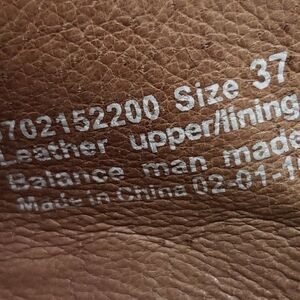 702152200 Size 37
Leather upper/lining
Balance man made
Made in China 02-01-1